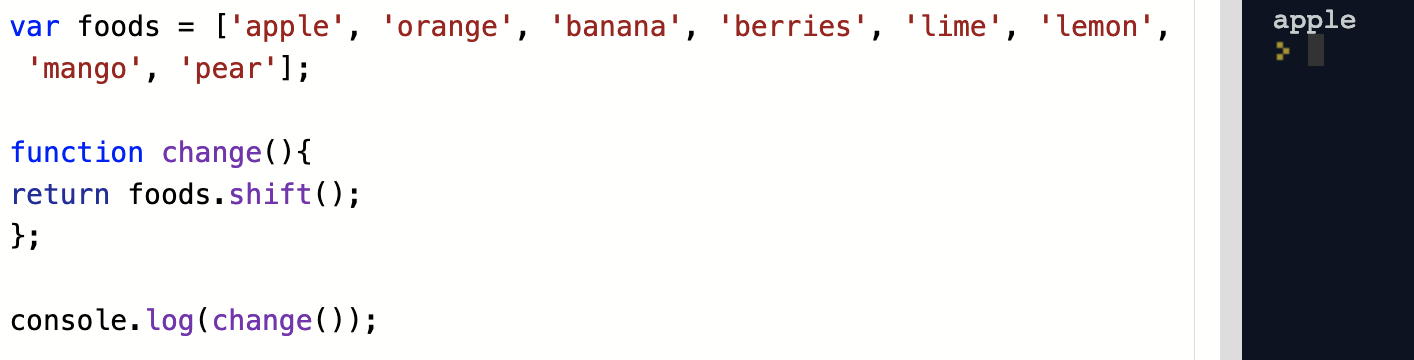 var foods = ['apple', 'orange', 'banana', 'berries', 'lime', 'lemon',
'mango', 'pear'];
function change(){
return foods.shift();
};
console.log(change());
apple
>